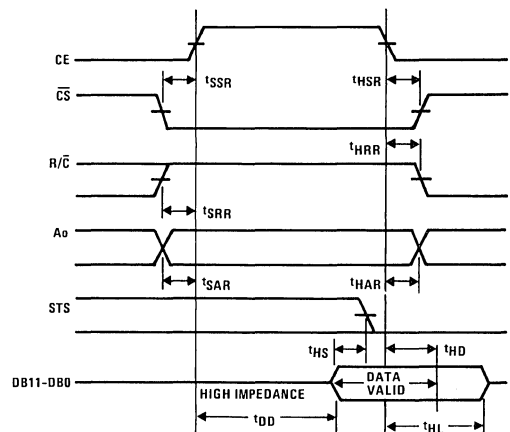 CE
tSSR
tHSR
CS
tHRR
R/C
tSRR
Ao
tSAR
tHAR
STS
tHS
tHD
DB11-DB0
HIGH IMPEDANCE
DATA
VALID
tDD
tHL